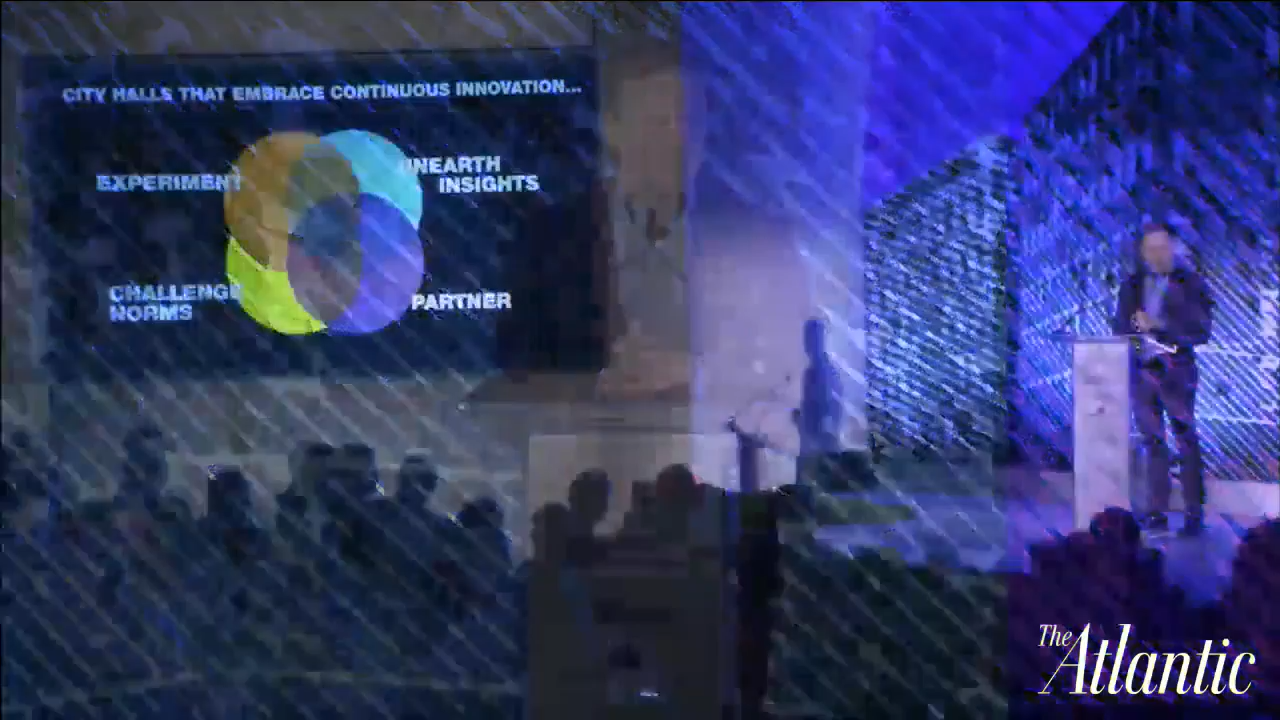 CITY HALLS THAT EMBRACE CONTINUOUS INNOVATION...
EXPERIMENT
UNEARTH
INSIGHTS
CHALLENGE
NORMS
PARTNER
The Atlantic